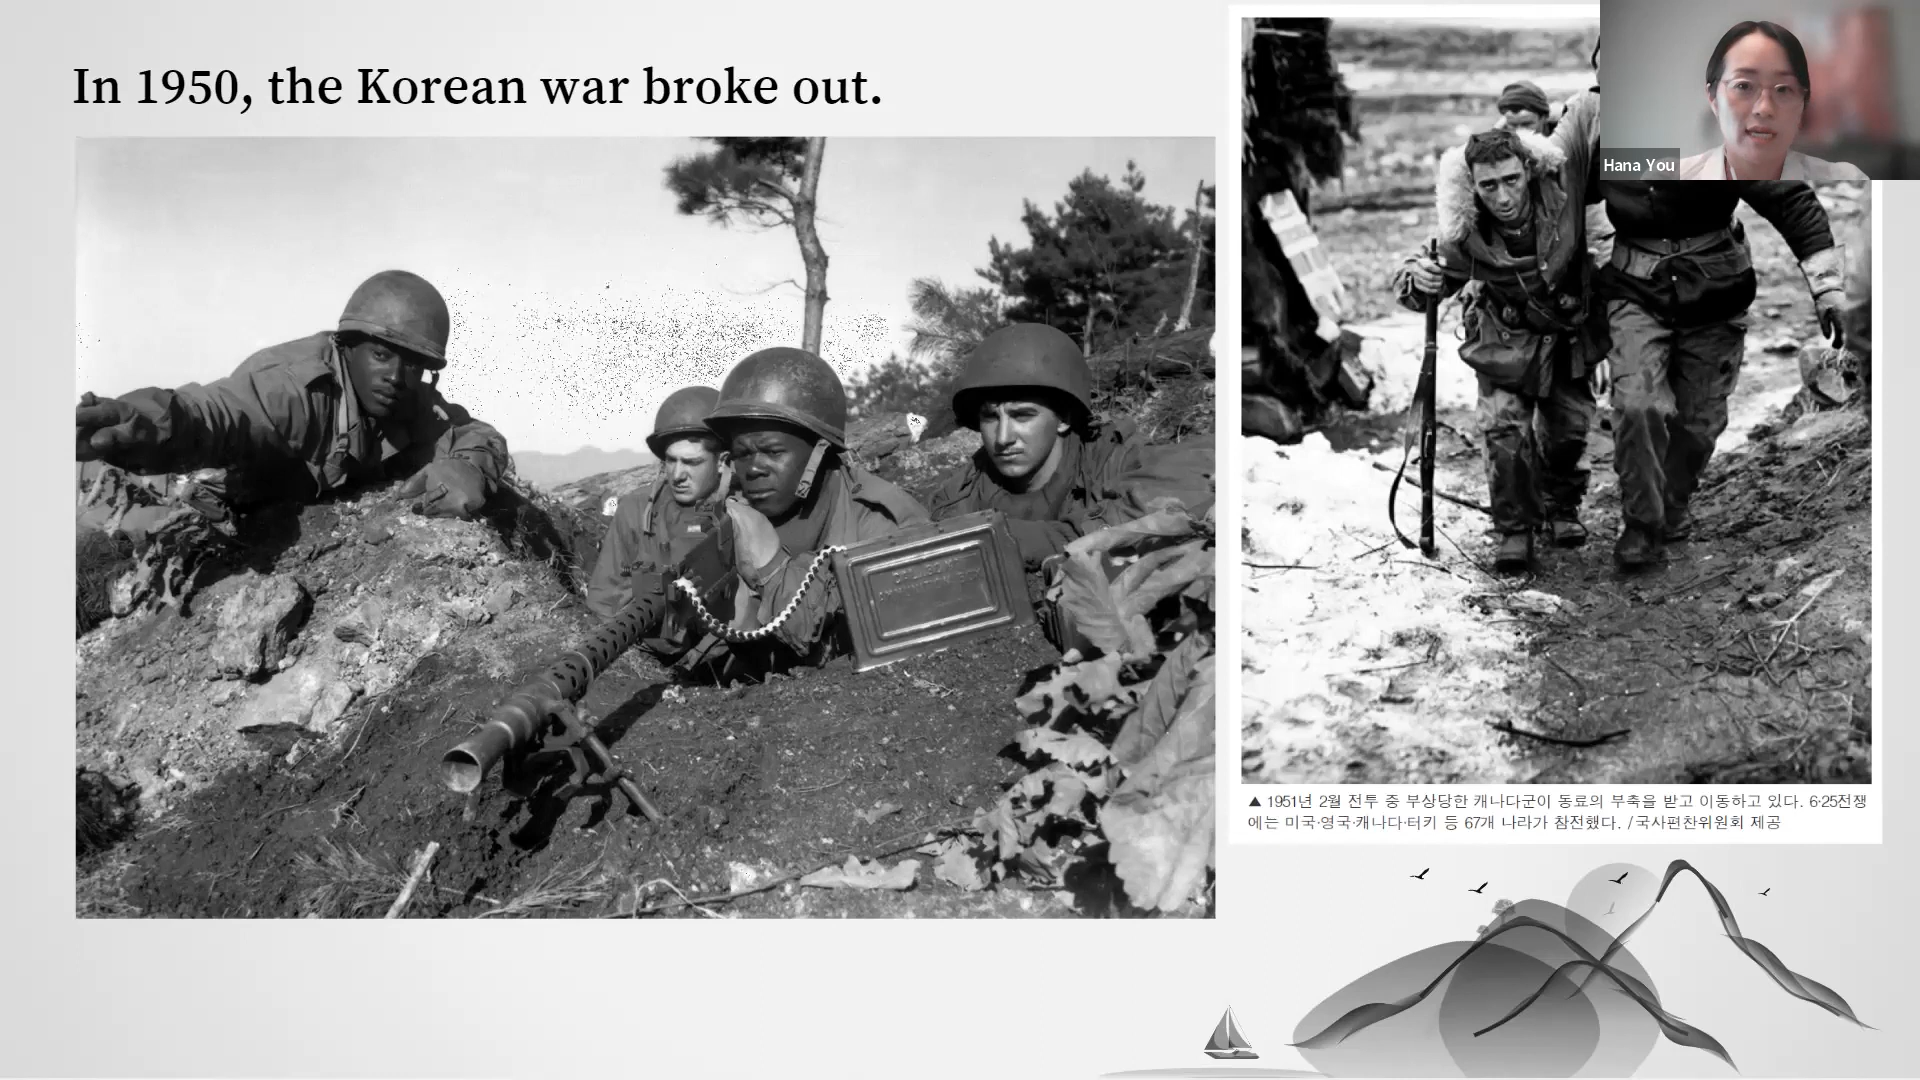 In 1950, the Korean war broke out.
Hana You
▲ 1951년 2월 전투 중 부상당한 캐나다군이 동료의 부축을 받고 이동하고 있다. 6·25전쟁
에는 미국·영국·캐나다·터키 등 67개 나라가 참전했다. /국사편찬위원회 제공